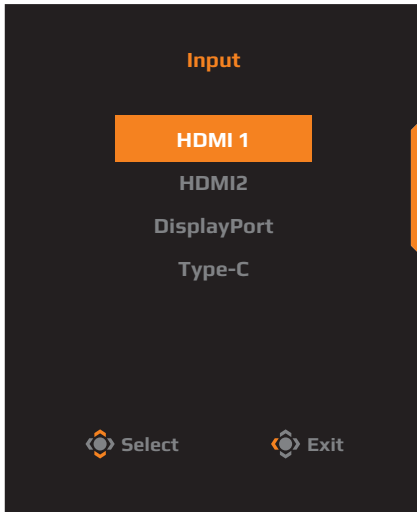 Input
HDMI 1
HDMI2
DisplayPort
Type-C
Select Exit